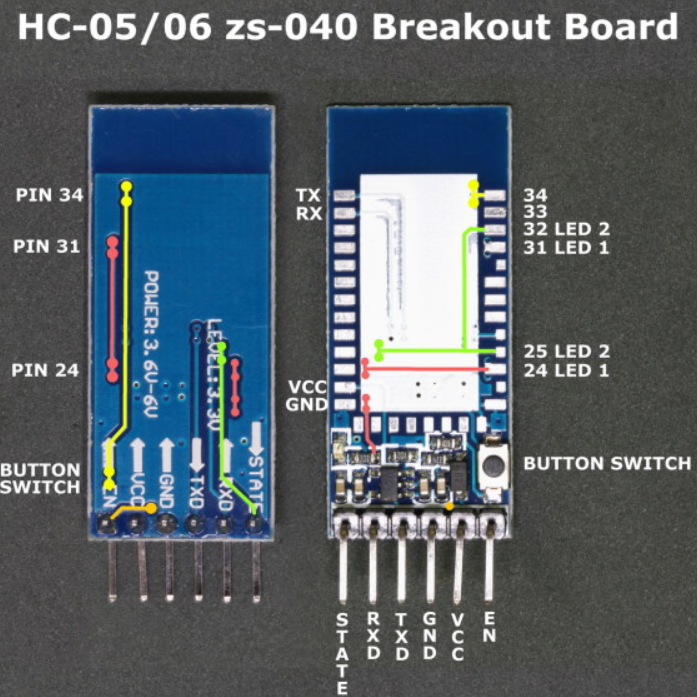 HC-05/06 zs-040 Breakout Board
PIN 34
PIN 31
PIN 24
BUTTON
SWITCH
POWER:3.6V-6V
LEVEL:3.3V
EN
VCC
GND
TXD
RXD
STATE
TX
RX
VCC
GND
34
33
32 LED 2
31 LED 1
25 LED 2
24 LED 1
BUTTON SWITCH
STATE
RXD
TXD
GND
VCC
EN